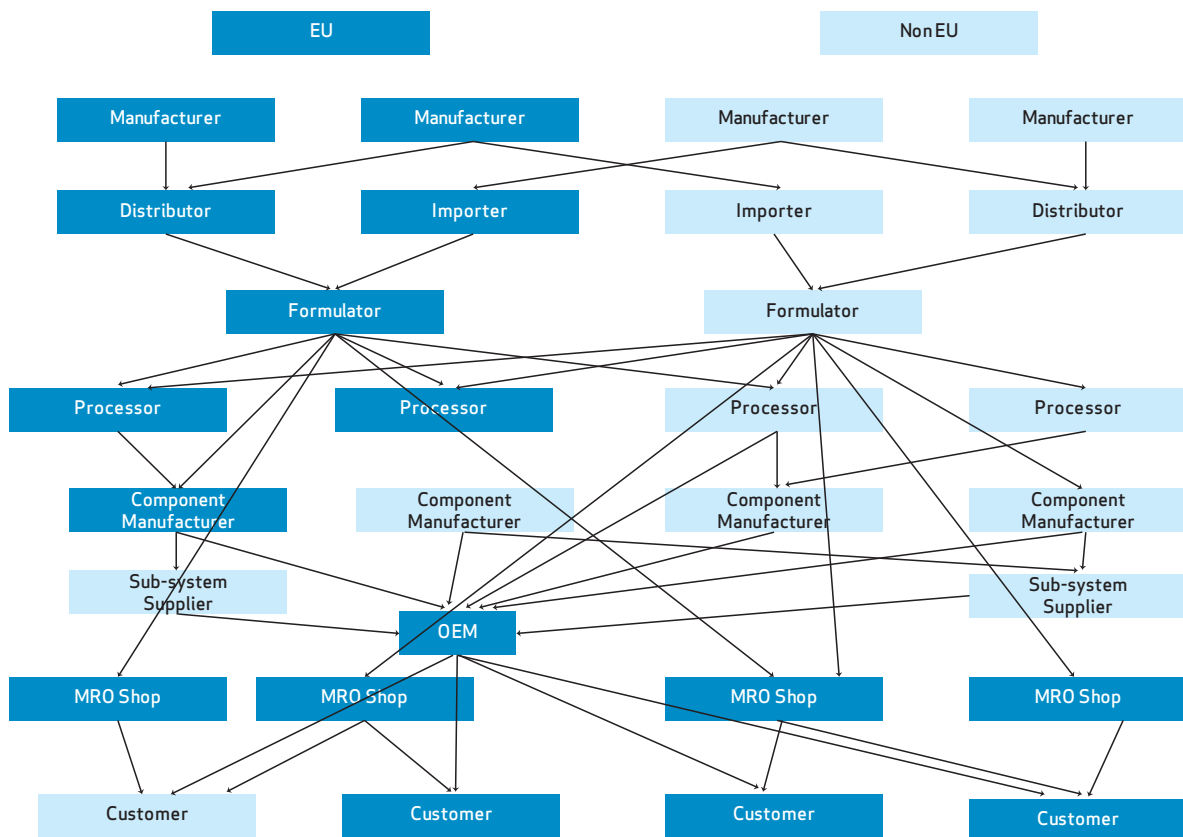 EU
Non EU
Manufacturer
Manufacturer
Manufacturer
Manufacturer
Distributor
Importer
Importer
Distributor
Formulator
Formulator
Processor
Processor
Processor
Processor
Component
Manufacturer
Component
Manufacturer
Component
Manufacturer
Component
Manufacturer
Sub-system
Supplier
Sub-system
Supplier
OEM
MRO Shop
MRO Shop
MRO Shop
MRO Shop
Customer
Customer
Customer
Customer